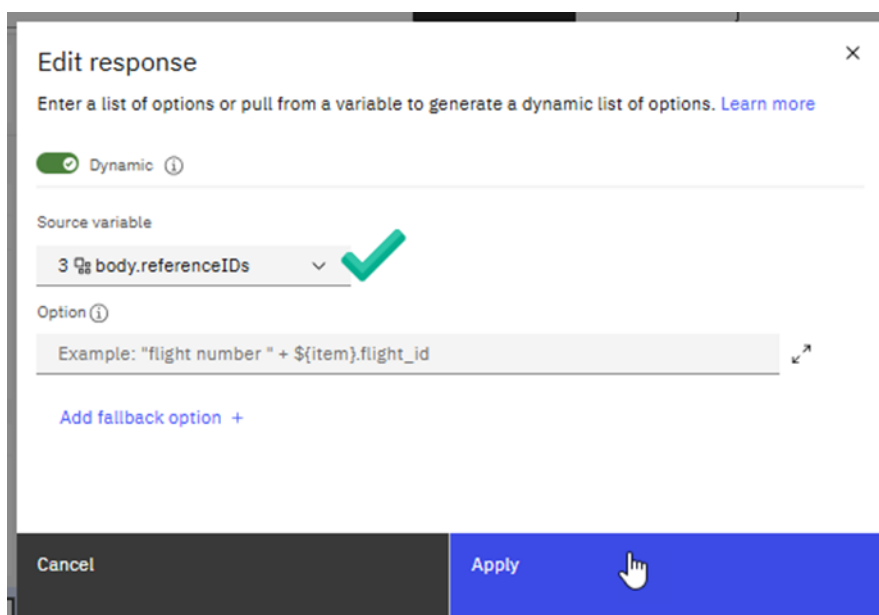 Edit response
Enter a list of options or pull from a variable to generate a dynamic list of options. Learn more
Dynamic
Source variable
3 body.referenceIDs
Option
Example: "flight number " + ${item}.flight_id
Add fallback option +
Cancel
Apply